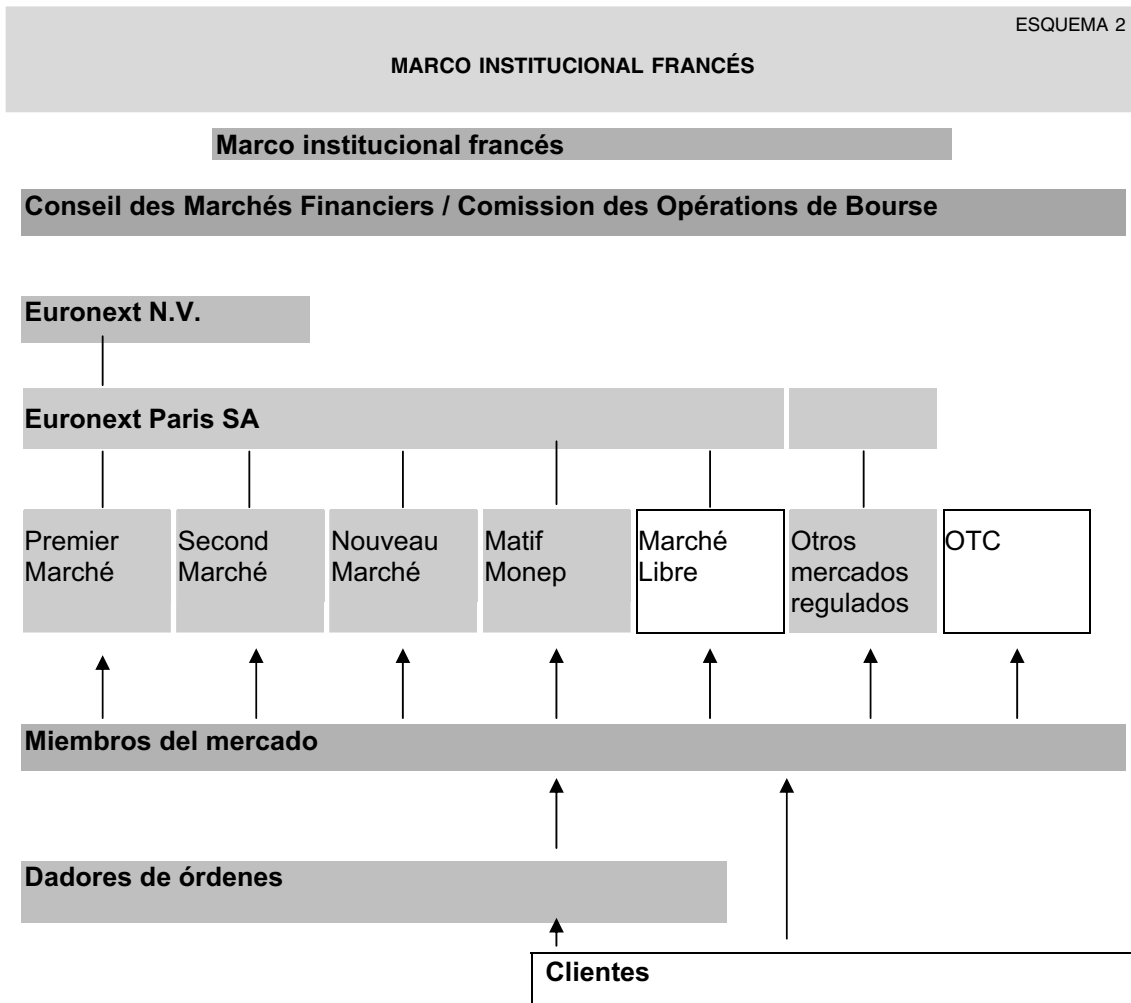 ESQUEMA 2
MARCO INSTITUCIONAL FRANCÉS
Marco institucional francés
Conseil des Marchés Financiers / Comission des Opérations de Bourse
Euronext N.V.
Euronext Paris SA
Premier
Marché
Second
Marché
Nouveau
Marché
Matif
Monep
Marché
Libre
Otros
mercados
regulados
OTC
Miembros del mercado
Dadores de órdenes
Clientes